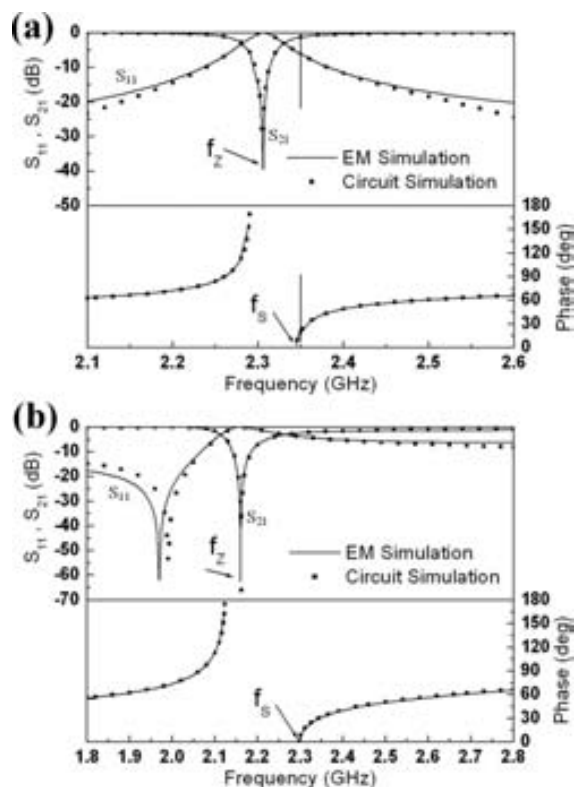 (a)
0
-10
-20
-30
-40
-50
S11 , S21 (dB)
S11
S21
fz
EM Simulation
Circuit Simulation
180
150
120
90
60
30
0
Phase (deg)
fs
2.1 2.2 2.3 2.4 2.5 2.6
Frequency (GHz)
(b)
0
-10
-20
-30
-40
-50
-60
-70
S11 , S21 (dB)
S11
S21
fz
EM Simulation
Circuit Simulation
180
150
120
90
60
30
0
Phase (deg)
fs
1.8 1.9 2.0 2.1 2.2 2.3 2.4 2.5 2.6 2.7 2.8
Frequency (GHz)